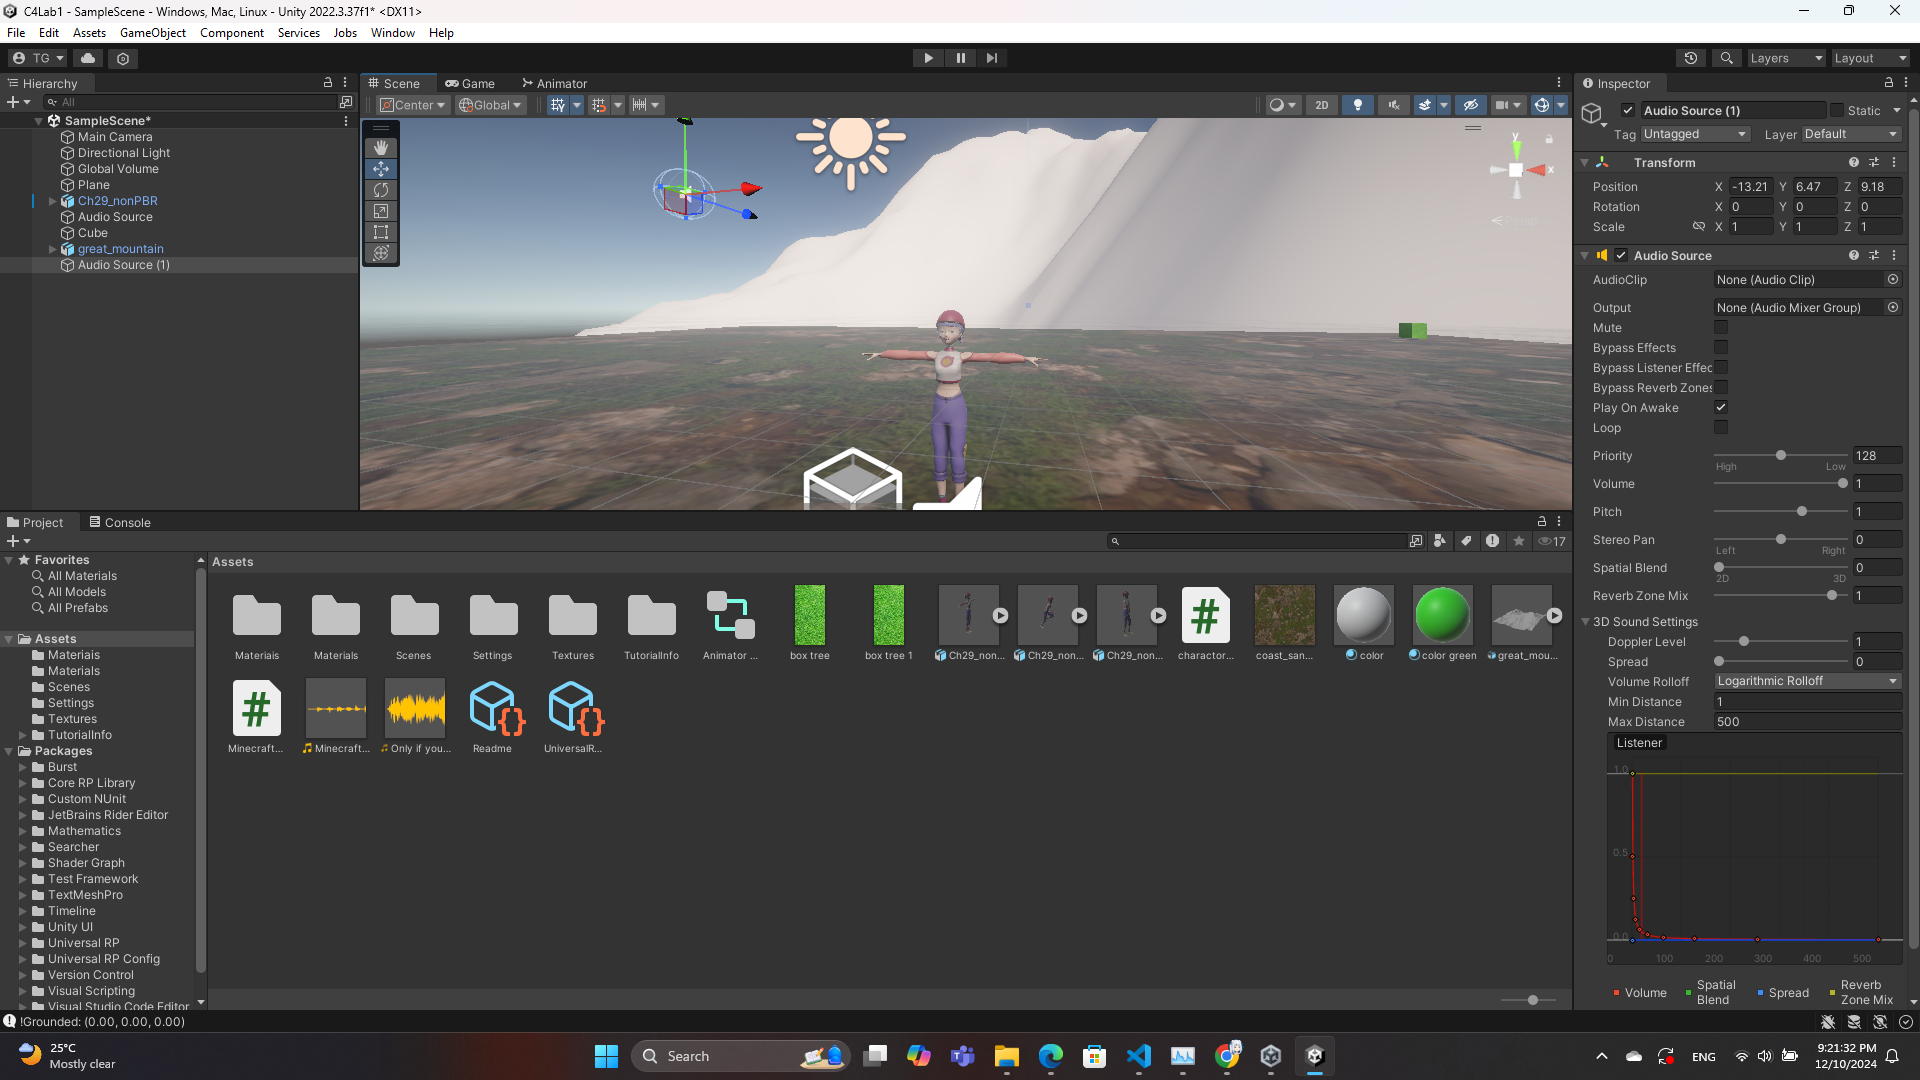 C4Lab1 - SampleScene - Windows, Mac, Linux - Unity 2022.3.37f1* <DX11>
File Edit Assets GameObject Component Services Jobs Window Help
TG
Layers Layout
Hierarchy
All
SampleScene*
Main Camera
Directional Light
Global Volume
Plane
Ch29_nonPBR
Audio Source
Cube
great_mountain
Audio Source (1)
Scene Game Animator
Center Global 2D
y
x
Persp
Inspector
Audio Source (1) Static
Tag Untagged Layer Default
Transform
Position X -13.21 Y 6.47 Z 9.18
Rotation X 0 Y 0 Z 0
Scale X 1 Y 1 Z 1
Audio Source
AudioClip None (Audio Clip)
Output None (Audio Mixer Group)
Mute
Bypass Effects
Bypass Listener Effec
Bypass Reverb Zones
Play On Awake
Loop
Priority 128
High Low
Volume 1
Pitch 1
Stereo Pan 0
Left Right
Spatial Blend 0
2D 3D
Reverb Zone Mix 1
3D Sound Settings
Doppler Level 1
Spread 0
Volume Rolloff Logarithmic Rolloff
Min Distance 1
Max Distance 500
Listener
1.0
0.5
0.0
0 100 200 300 400 500
Volume Spatial Blend Spread Reverb Zone Mix
Project Console
17
Favorites
All Materials
All Models
All Prefabs
Assets
Materiais
Materials
Scenes
Settings
Textures
TutorialInfo
Packages
Burst
Core RP Library
Custom NUnit
JetBrains Rider Editor
Mathematics
Searcher
Shader Graph
Test Framework
TextMeshPro
Timeline
Unity UI
Universal RP
Universal RP Config
Version Control
Visual Scripting
Visual Studio Code Editor
Assets
Materiais Materials Scenes Settings Textures TutorialInfo Animator ... box tree box tree 1 Ch29_non... Ch29_non... Ch29_non... charactor... coast_san... color color green great_mou...
Minecraft... Minecraft... Only if you... Readme UniversalR...
!Grounded: (0.00, 0.00, 0.00)
25°C
Mostly clear
Search
ENG
9:21:32 PM
12/10/2024